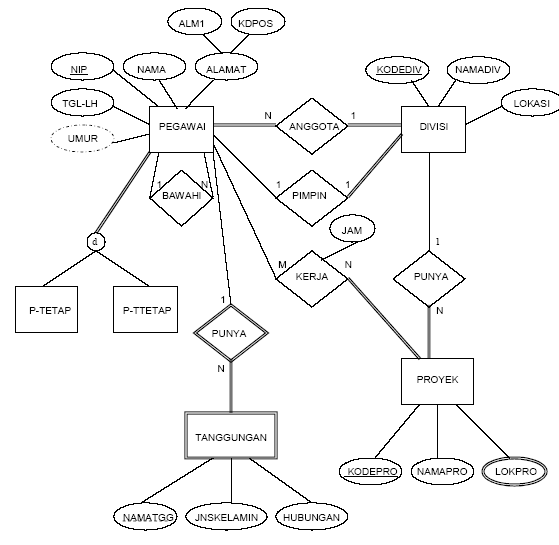 ALM1
KDPOS
NIP
NAMA
ALAMAT
KODEDIV
NAMADIV
TGL-LH
LOKASI
UMUR
PEGAWAI
N
ANGGOTA
1
DIVISI
1
N
BAWAHI
1
PIMPIN
1
JAM
d
M
KERJA
N
1
PUNYA
N
P-TETAP
P-TTETAP
1
PUNYA
N
PROYEK
TANGGUNGAN
KODEPRO
NAMAPRO
LOKPRO
NAMATGG
JNSKELAMIN
HUBUNGAN